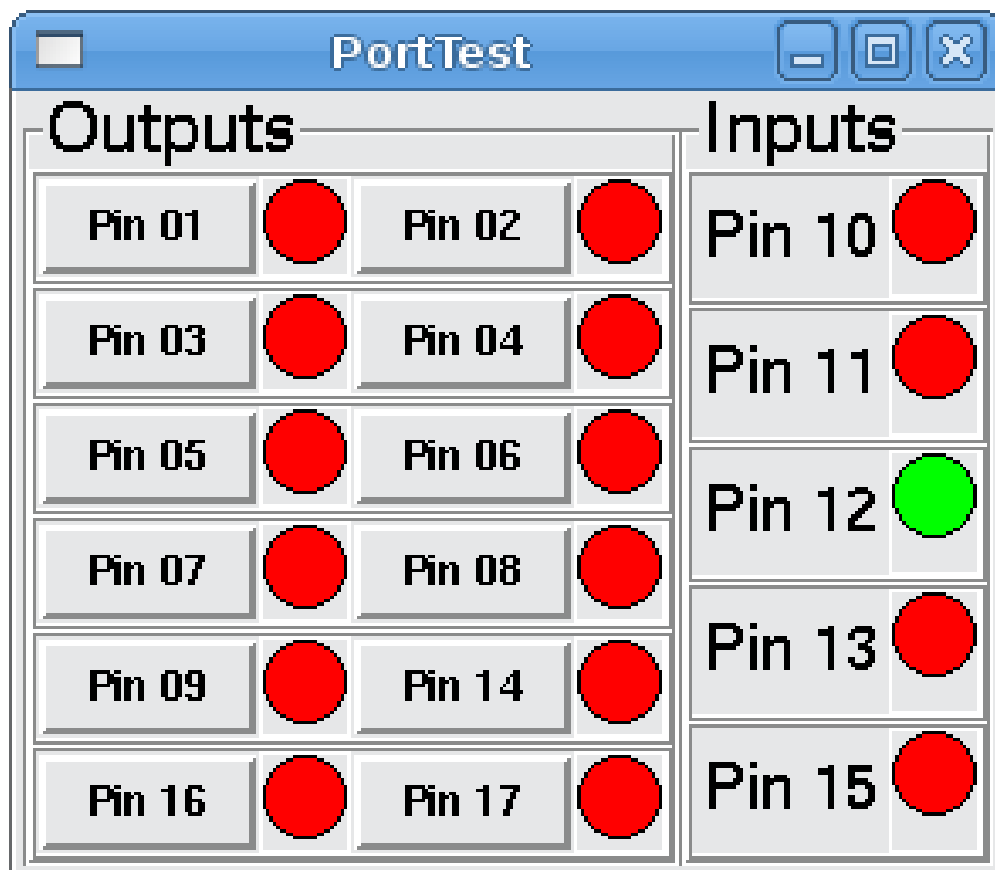 PortTest
Outputs
Inputs
Pin 01
Pin 02
Pin 03
Pin 04
Pin 05
Pin 06
Pin 07
Pin 08
Pin 09
Pin 14
Pin 16
Pin 17
Pin 10
Pin 11
Pin 12
Pin 13
Pin 15